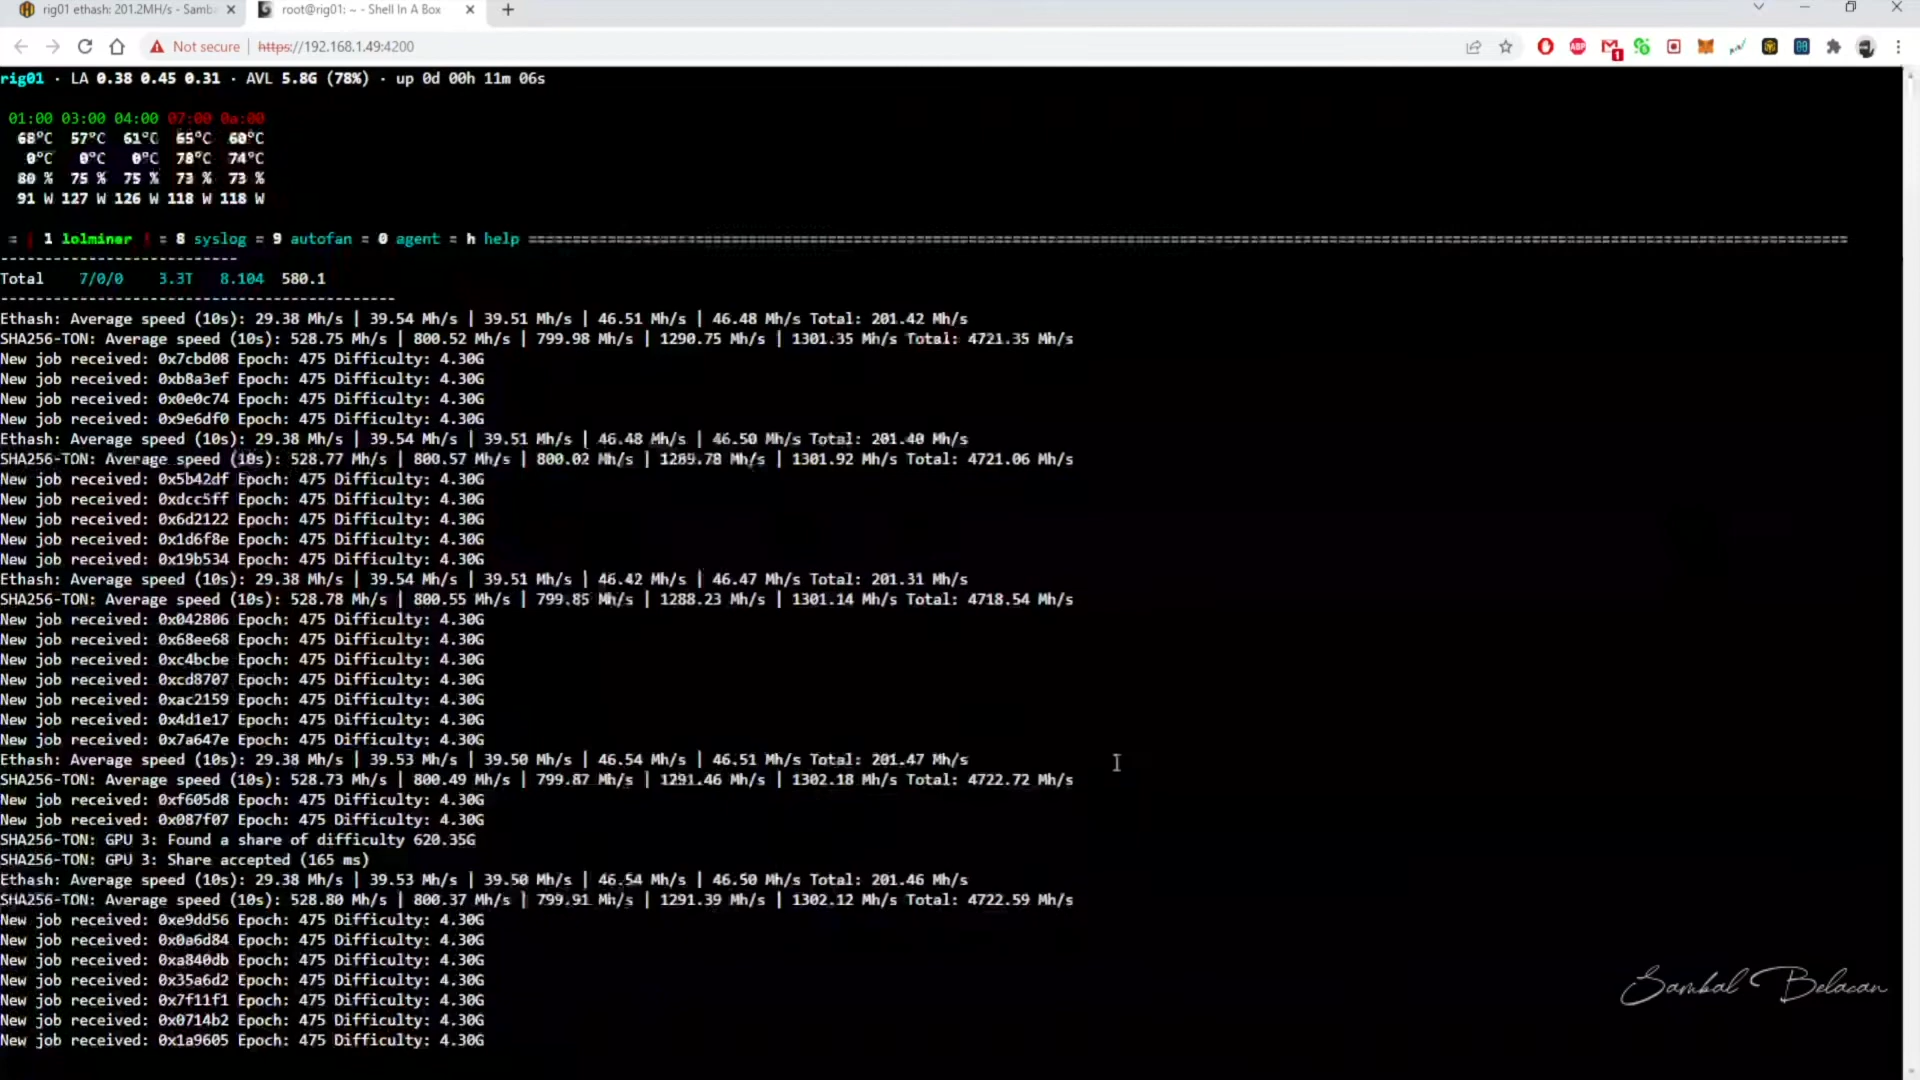 rig01 ethash: 201.2MH/s - Samb
root@rig01: ~ - Shell In A Box
Not secure | https://192.168.1.49:4200
rig01 · LA 0.38 0.45 0.31 · AVL 5.8G (78%) · up 0d 00h 11m 06s
01:00 03:00 04:00 07:00 0a:00
68°C 57°C 61°C 65°C 60°C
0°C 0°C 0°C 78°C 74°C
80 % 75 % 75 % 73 % 73 %
91 W 127 W 126 W 118 W 118 W
= | 1 lolminer | = 8 syslog = 9 autofan = 0 agent = h help
Total 7/0/0 3.3T 8.104 580.1
Ethash: Average speed (10s): 29.38 Mh/s | 39.54 Mh/s | 39.51 Mh/s | 46.51 Mh/s | 46.48 Mh/s Total: 201.42 Mh/s
SHA256-TON: Average speed (10s): 528.75 Mh/s | 800.52 Mh/s | 799.98 Mh/s | 1290.75 Mh/s | 1301.35 Mh/s Total: 4721.35 Mh/s
New job received: 0x7cbd08 Epoch: 475 Difficulty: 4.30G
New job received: 0xb8a3ef Epoch: 475 Difficulty: 4.30G
New job received: 0x0e0c74 Epoch: 475 Difficulty: 4.30G
New job received: 0x9e6df0 Epoch: 475 Difficulty: 4.30G
Ethash: Average speed (10s): 29.38 Mh/s | 39.54 Mh/s | 39.51 Mh/s | 46.48 Mh/s | 46.50 Mh/s Total: 201.40 Mh/s
SHA256-TON: Average speed (10s): 528.77 Mh/s | 800.57 Mh/s | 800.02 Mh/s | 1289.78 Mh/s | 1301.92 Mh/s Total: 4721.06 Mh/s
New job received: 0x5b42df Epoch: 475 Difficulty: 4.30G
New job received: 0xdcc5ff Epoch: 475 Difficulty: 4.30G
New job received: 0x6d2122 Epoch: 475 Difficulty: 4.30G
New job received: 0x1d6f8e Epoch: 475 Difficulty: 4.30G
New job received: 0x19b534 Epoch: 475 Difficulty: 4.30G
Ethash: Average speed (10s): 29.38 Mh/s | 39.54 Mh/s | 39.51 Mh/s | 46.42 Mh/s | 46.47 Mh/s Total: 201.31 Mh/s
SHA256-TON: Average speed (10s): 528.78 Mh/s | 800.55 Mh/s | 799.85 Mh/s | 1288.23 Mh/s | 1301.14 Mh/s Total: 4718.54 Mh/s
New job received: 0x042806 Epoch: 475 Difficulty: 4.30G
New job received: 0x68ee68 Epoch: 475 Difficulty: 4.30G
New job received: 0xc4bcbe Epoch: 475 Difficulty: 4.30G
New job received: 0xcd8707 Epoch: 475 Difficulty: 4.30G
New job received: 0xac2159 Epoch: 475 Difficulty: 4.30G
New job received: 0x4d1e17 Epoch: 475 Difficulty: 4.30G
New job received: 0x7a647e Epoch: 475 Difficulty: 4.30G
Ethash: Average speed (10s): 29.38 Mh/s | 39.53 Mh/s | 39.50 Mh/s | 46.54 Mh/s | 46.51 Mh/s Total: 201.47 Mh/s
SHA256-TON: Average speed (10s): 528.73 Mh/s | 800.49 Mh/s | 799.87 Mh/s | 1291.46 Mh/s | 1302.18 Mh/s Total: 4722.72 Mh/s
New job received: 0xf605d8 Epoch: 475 Difficulty: 4.30G
New job received: 0x087f07 Epoch: 475 Difficulty: 4.30G
SHA256-TON: GPU 3: Found a share of difficulty 620.35G
SHA256-TON: GPU 3: Share accepted (165 ms)
Ethash: Average speed (10s): 29.38 Mh/s | 39.53 Mh/s | 39.50 Mh/s | 46.54 Mh/s | 46.50 Mh/s Total: 201.46 Mh/s
SHA256-TON: Average speed (10s): 528.80 Mh/s | 800.37 Mh/s | 799.91 Mh/s | 1291.39 Mh/s | 1302.12 Mh/s Total: 4722.59 Mh/s
New job received: 0xe9dd56 Epoch: 475 Difficulty: 4.30G
New job received: 0x0a6d84 Epoch: 475 Difficulty: 4.30G
New job received: 0xa840db Epoch: 475 Difficulty: 4.30G
New job received: 0x35a6d2 Epoch: 475 Difficulty: 4.30G
New job received: 0x7f11f1 Epoch: 475 Difficulty: 4.30G
New job received: 0x0714b2 Epoch: 475 Difficulty: 4.30G
New job received: 0x1a9605 Epoch: 475 Difficulty: 4.30G
Sambal Belacan